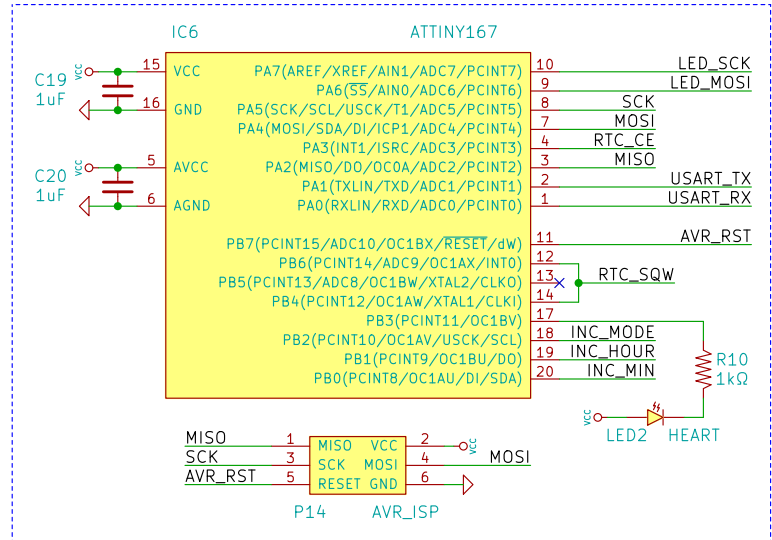 IC6 ATTINY167
C19
1uF
VCC
15 VCC
16 GND
C20
1uF
VCC
5 AVCC
6 AGND
PA7(AREF/XREF/AIN1/ADC7/PCINT7) 10 LED_SCK
PA6(SS/AIN0/ADC6/PCINT6) 9 LED_MOSI
PA5(SCK/SCL/USCK/T1/ADC5/PCINT5) 8 SCK
PA4(MOSI/SDA/DI/ICP1/ADC4/PCINT4) 7 MOSI
PA3(INT1/ISRC/ADC3/PCINT3) 4 RTC_CE
PA2(MISO/DO/OC0A/ADC2/PCINT2) 3 MISO
PA1(TXLIN/TXD/ADC1/PCINT1) 2 USART_TX
PA0(RXLIN/RXD/ADC0/PCINT0) 1 USART_RX
PB7(PCINT15/ADC10/OC1BX/RESET/dW) 11 AVR_RST
PB6(PCINT14/ADC9/OC1AX/INT0) 12
PB5(PCINT13/ADC8/OC1BW/XTAL2/CLKO) 13 RTC_SQW
PB4(PCINT12/OC1AW/XTAL1/CLKI) 14
PB3(PCINT11/OC1BV) 17
PB2(PCINT10/OC1AV/USCK/SCL) 18 INC_MODE
PB1(PCINT9/OC1BU/DO) 19 INC_HOUR
PB0(PCINT8/OC1AU/DI/SDA) 20 INC_MIN
R10
1kΩ
VCC
LED2 HEART
MISO 1 MISO VCC 2 VCC
SCK 3 SCK MOSI 4 MOSI
AVR_RST 5 RESET GND 6
P14 AVR_ISP